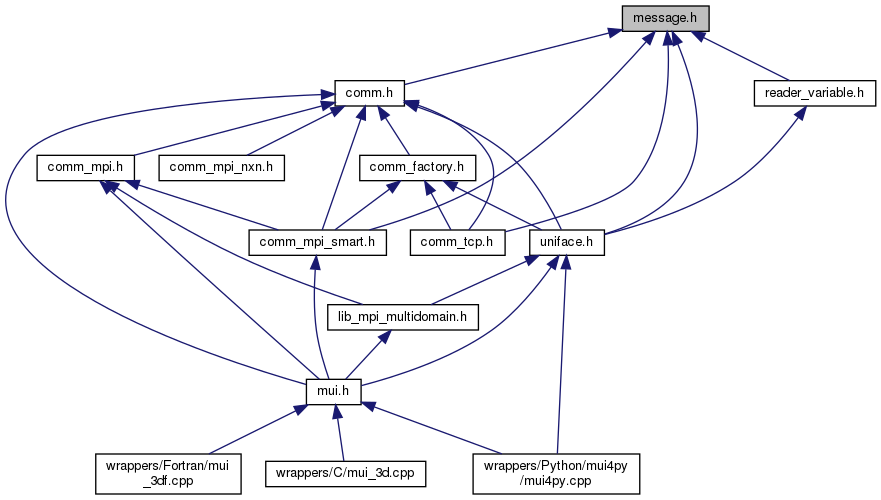 message.h
comm.h
reader_variable.h
comm_mpi.h
comm_mpi_nxn.h
comm_factory.h
comm_mpi_smart.h
comm_tcp.h
uniface.h
lib_mpi_multidomain.h
mui.h
wrappers/Fortran/mui
_3df.cpp
wrappers/C/mui_3d.cpp
wrappers/Python/mui4py
/mui4py.cpp